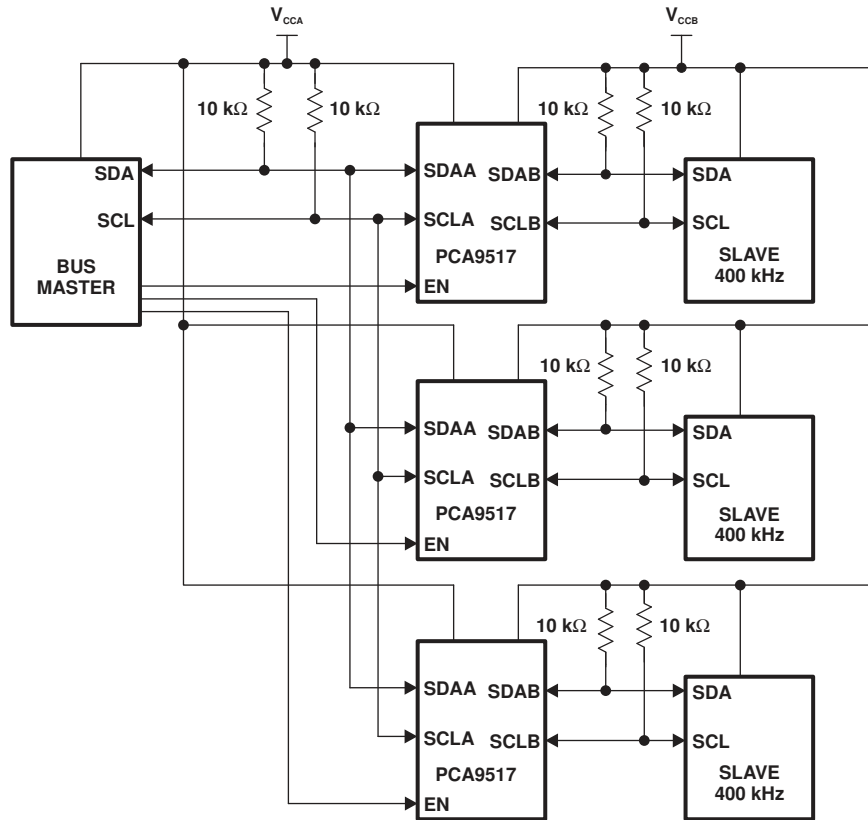 VCCA
VCCB
10 kΩ 10 kΩ 10 kΩ 10 kΩ
SDA
SCL
BUS
MASTER
SDAA SDAB
SCLA SCLB
PCA9517
EN
SDA
SCL
SLAVE
400 kHz
10 kΩ 10 kΩ
SDAA SDAB
SCLA SCLB
PCA9517
EN
SDA
SCL
SLAVE
400 kHz
10 kΩ 10 kΩ
SDAA SDAB
SCLA SCLB
PCA9517
EN
SDA
SCL
SLAVE
400 kHz